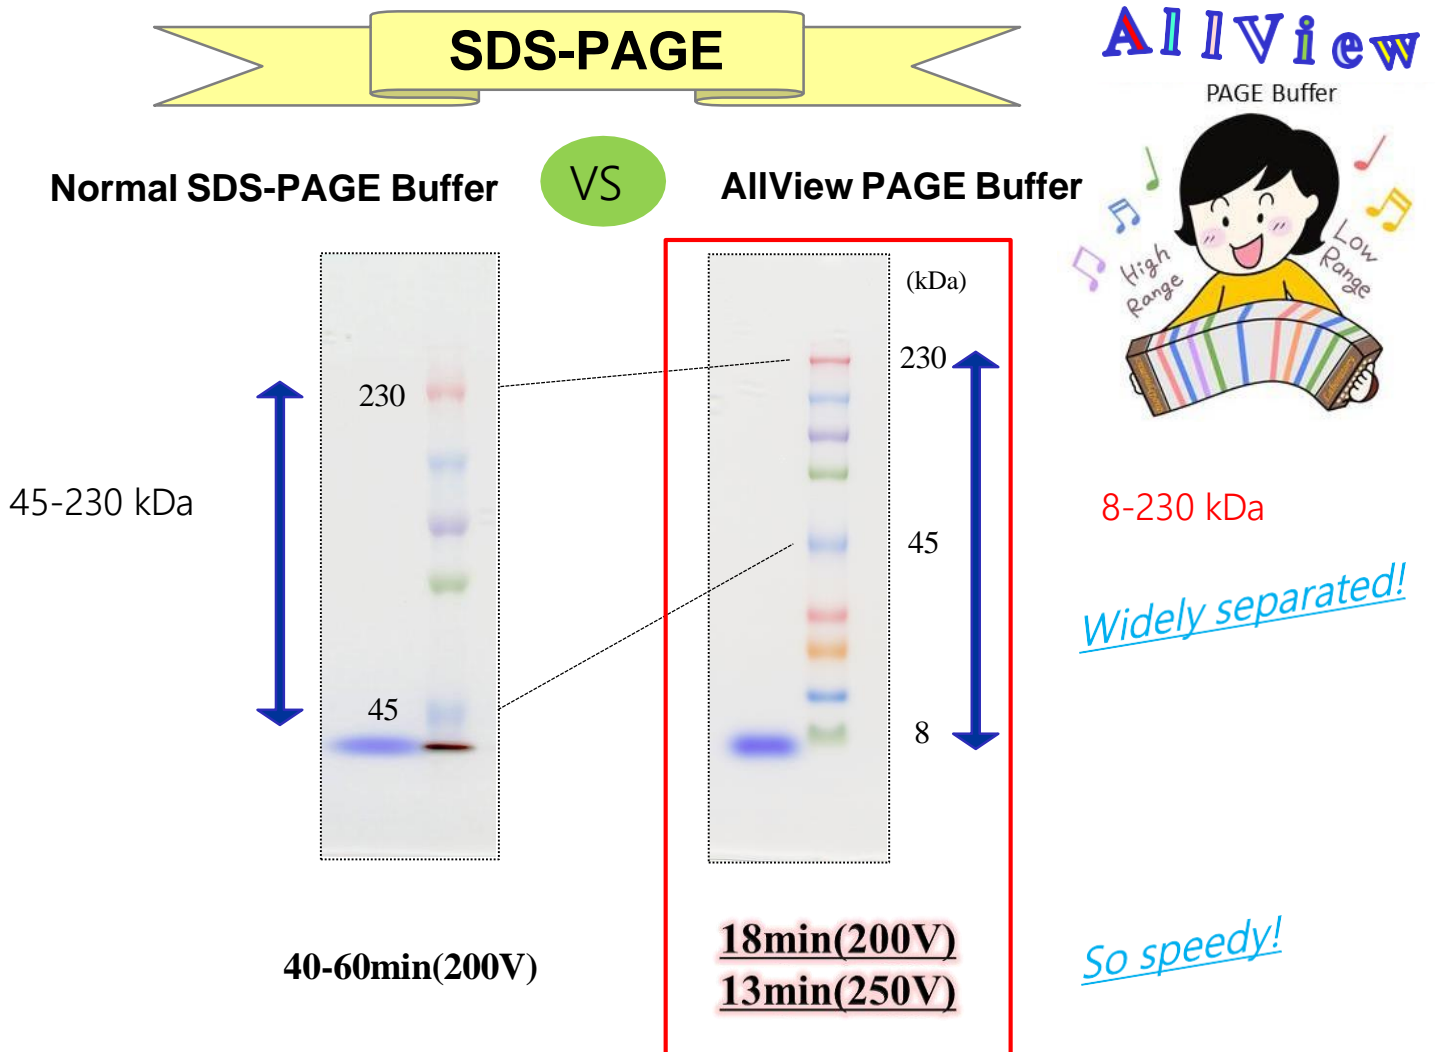 SDS-PAGE
AllView
PAGE Buffer
Normal SDS-PAGE Buffer
VS
AllView PAGE Buffer
High
Range
Low
Range
(kDa)
230
230
45-230 kDa
8-230 kDa
45
45
8
Widely separated!
40-60min(200V)
18min(200V)
13min(250V)
So speedy!